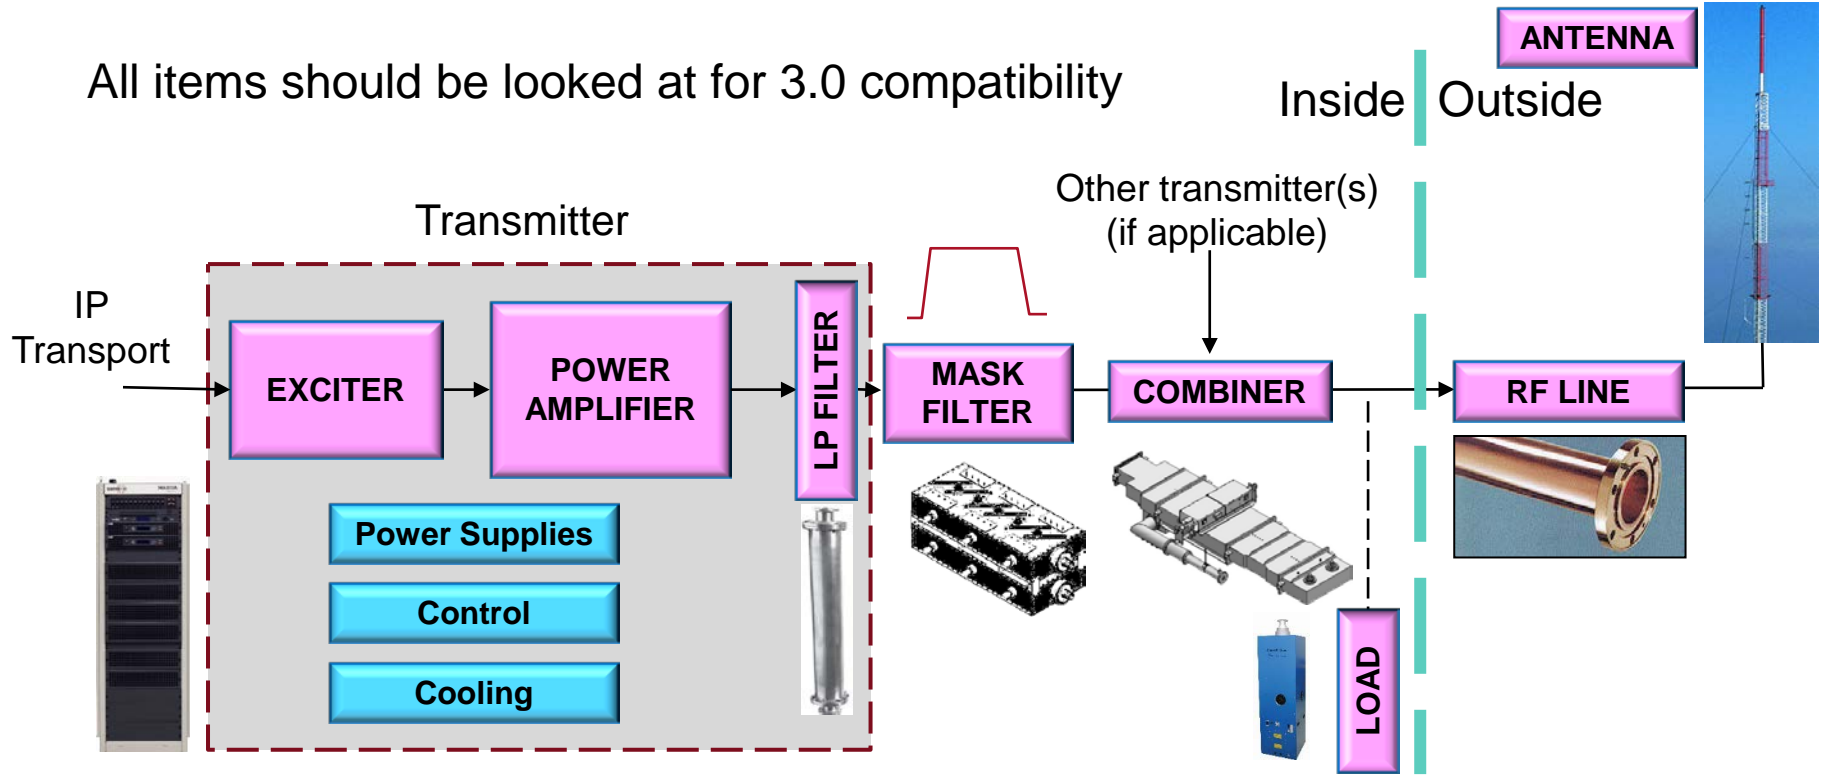 ANTENNA
All items should be looked at for 3.0 compatibility
Inside
Outside
Other transmitter(s)
(if applicable)
Transmitter
IP
Transport
EXCITER
POWER
AMPLIFIER
LP FILTER
MASK
FILTER
COMBINER
RF LINE
Power Supplies
Control
Cooling
LOAD